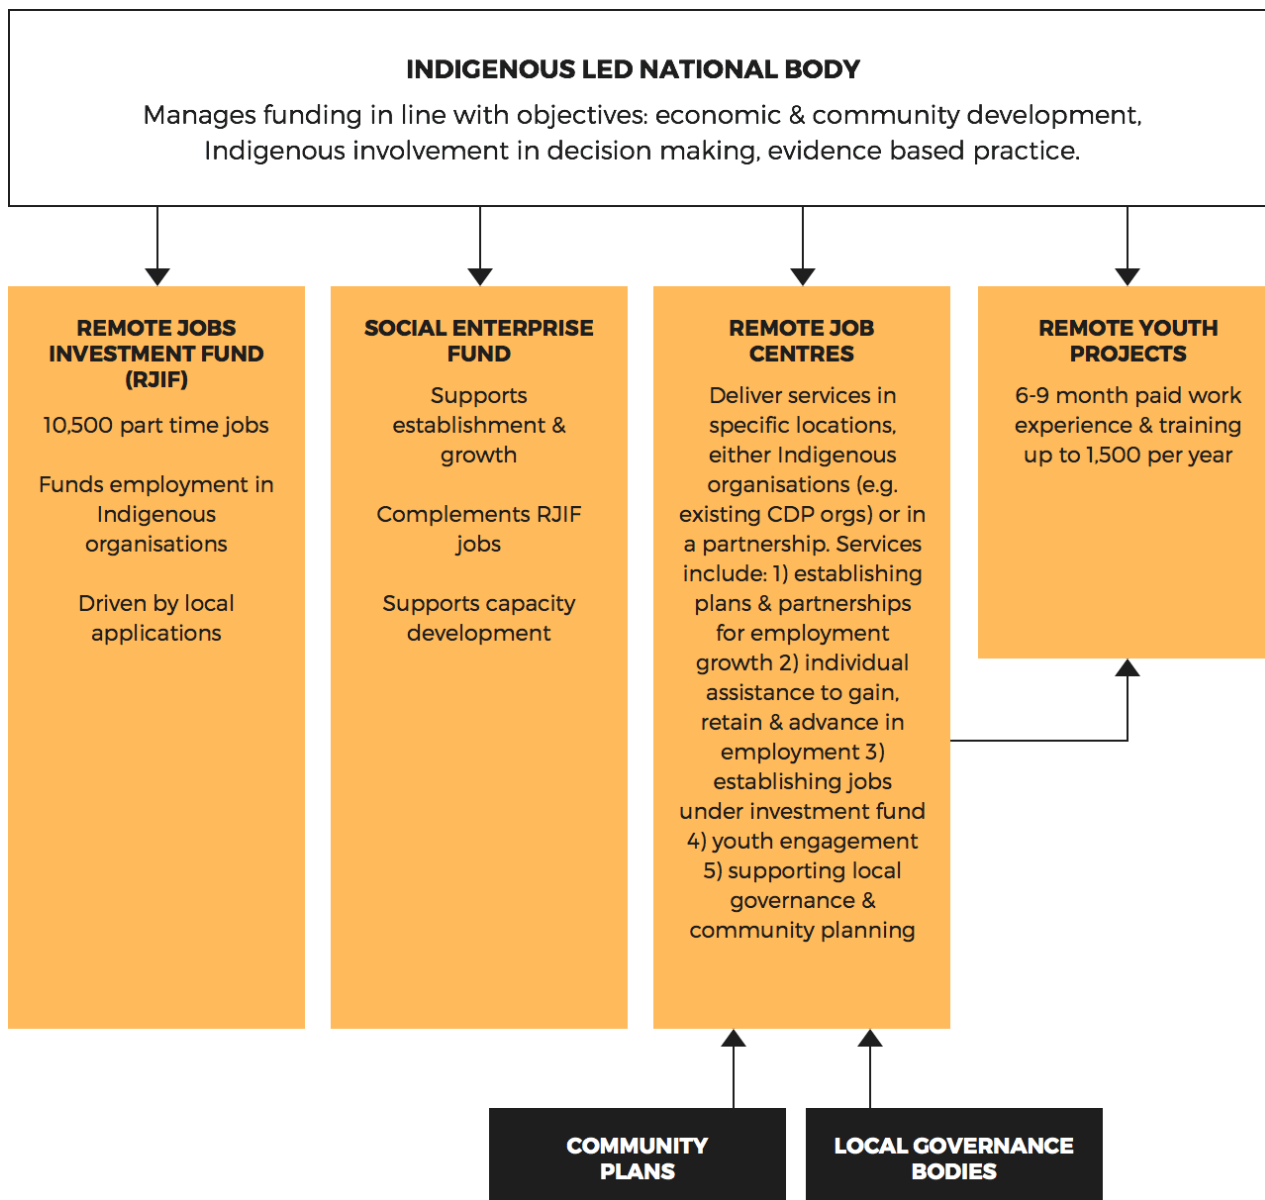 INDIGENOUS LED NATIONAL BODY
Manages funding in line with objectives: economic & community development,
Indigenous involvement in decision making, evidence based practice.
REMOTE JOBS
INVESTMENT FUND
(RJIF)
10,500 part time jobs
Funds employment in
Indigenous
organisations
Driven by local
applications
SOCIAL ENTERPRISE
FUND
Supports
establishment &
growth
Complements RJIF
jobs
Supports capacity
development
REMOTE JOB
CENTRES
Deliver services in
specific locations,
either Indigenous
organisations (e.g.
existing CDP orgs) or in
a partnership. Services
include: 1) establishing
plans & partnerships
for employment
growth 2) individual
assistance to gain,
retain & advance in
employment 3)
establishing jobs
under investment fund
4) youth engagement
5) supporting local
governance &
community planning
REMOTE YOUTH
PROJECTS
6-9 month paid work
experience & training
up to 1,500 per year
COMMUNITY
PLANS
LOCAL GOVERNANCE
BODIES